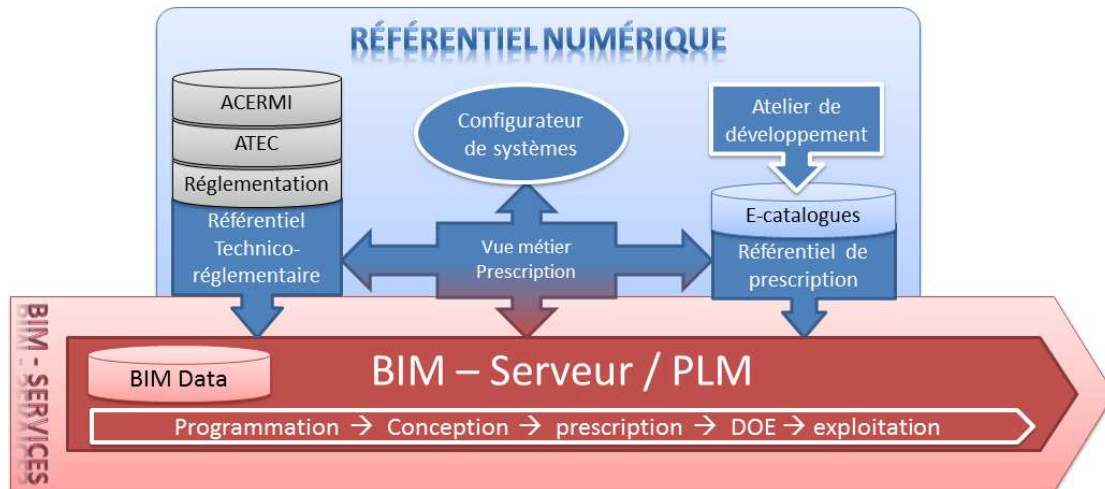 RÉFÉRENTIEL NUMÉRIQUE
ACERMI
ATEC
Réglementation
Référentiel
Technico-
réglementaire
Configurateur
de systèmes
Vue métier
Prescription
Atelier de
développement
E-catalogues
Référentiel de
prescription
BIM - SERVICES
BIM Data
BIM – Serveur / PLM
Programmation → Conception → prescription → DOE → exploitation